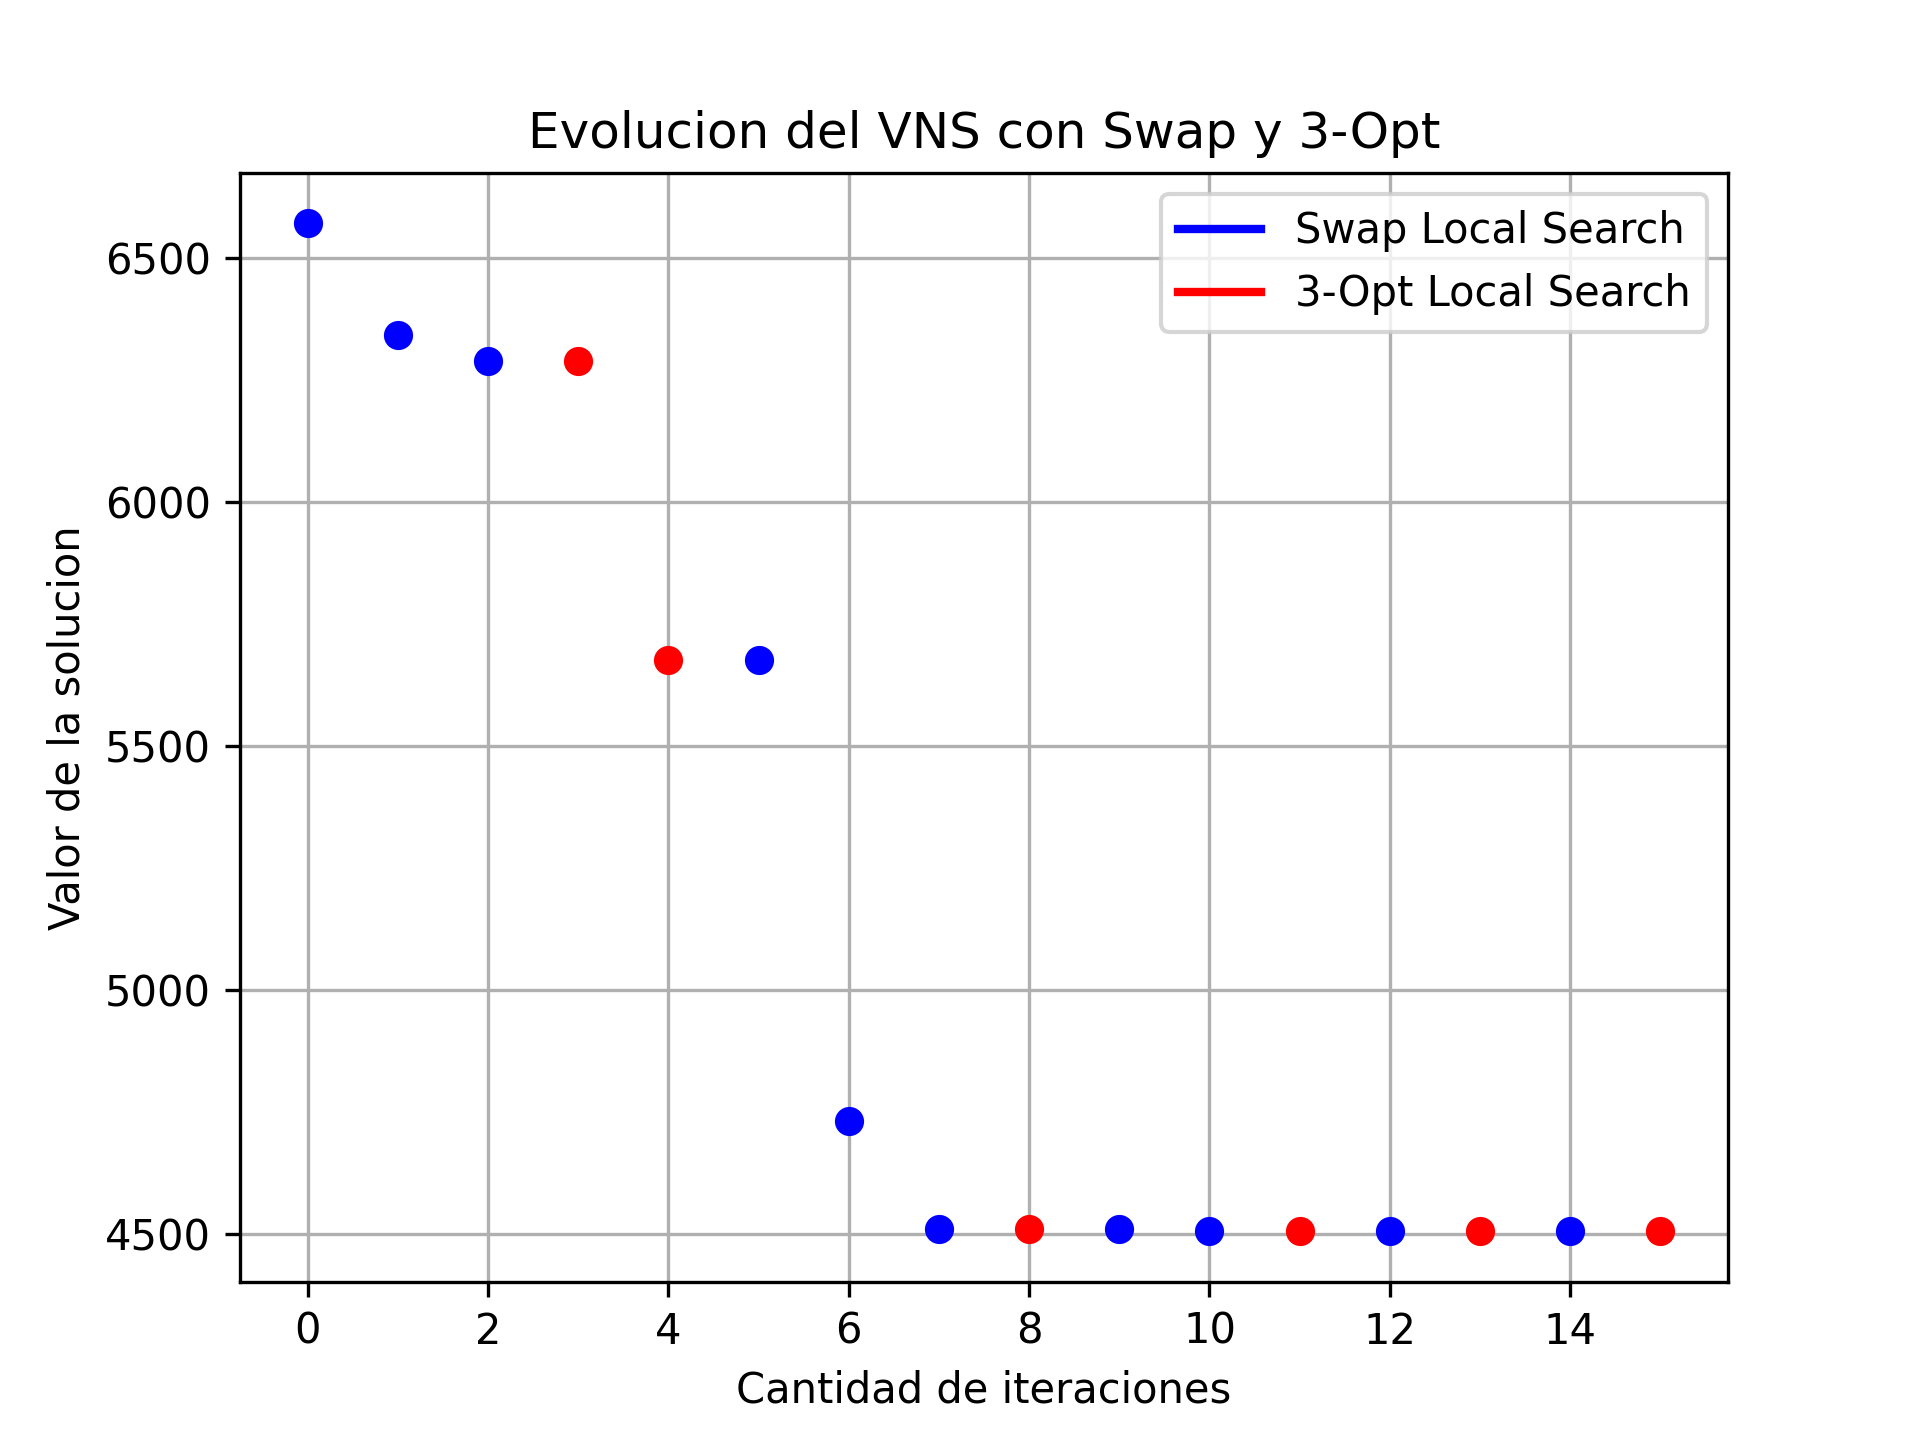 Evolucion del VNS con Swap y 3-Opt
Swap Local Search
3-Opt Local Search
Valor de la solucion
6500
6000
5500
5000
4500
0 2 4 6 8 10 12 14
Cantidad de iteraciones